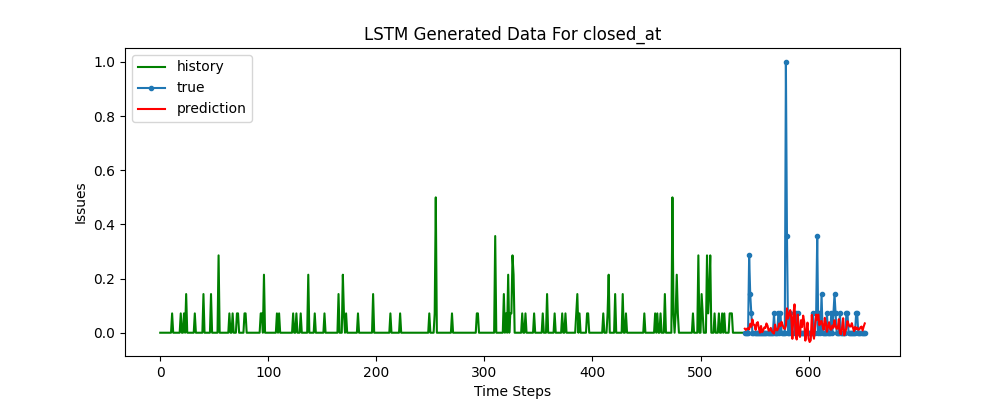 LSTM Generated Data For closed_at
history
true
prediction
1.0
0.8
0.6
0.4
0.2
0.0
Issues
0
100
200
300
400
500
600
Time Steps